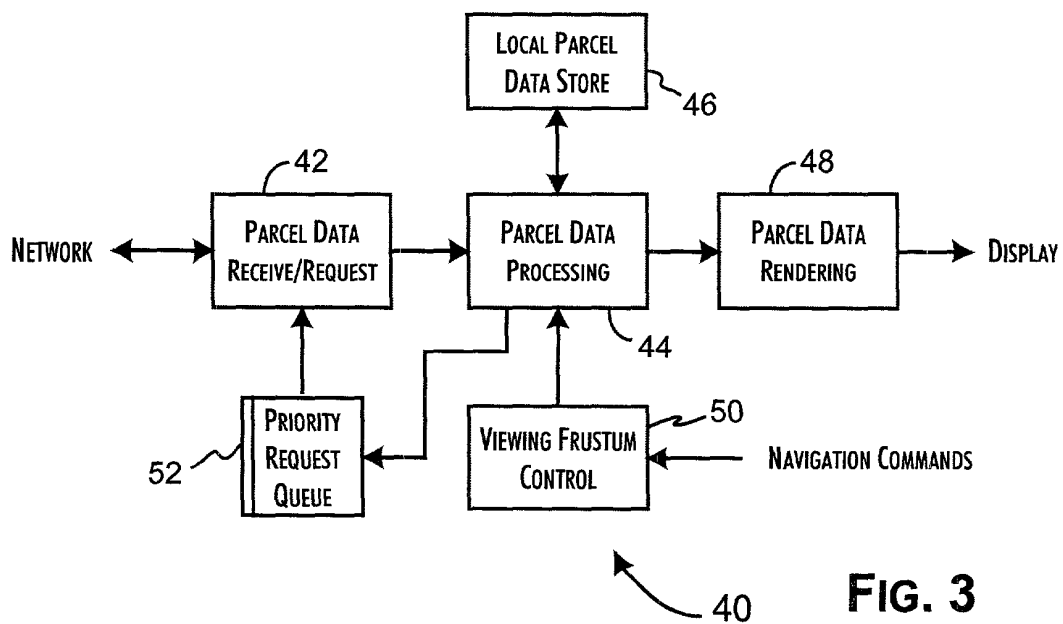 LOCAL PARCEL
DATA STORE
46
42
48
NETWORK
PARCEL DATA
RECEIVE/REQUEST
PARCEL DATA
PROCESSING
PARCEL DATA
RENDERING
DISPLAY
44
52
PRIORITY
REQUEST
QUEUE
VIEWING FRUSTUM
CONTROL
50
NAVIGATION COMMANDS
40
FIG. 3